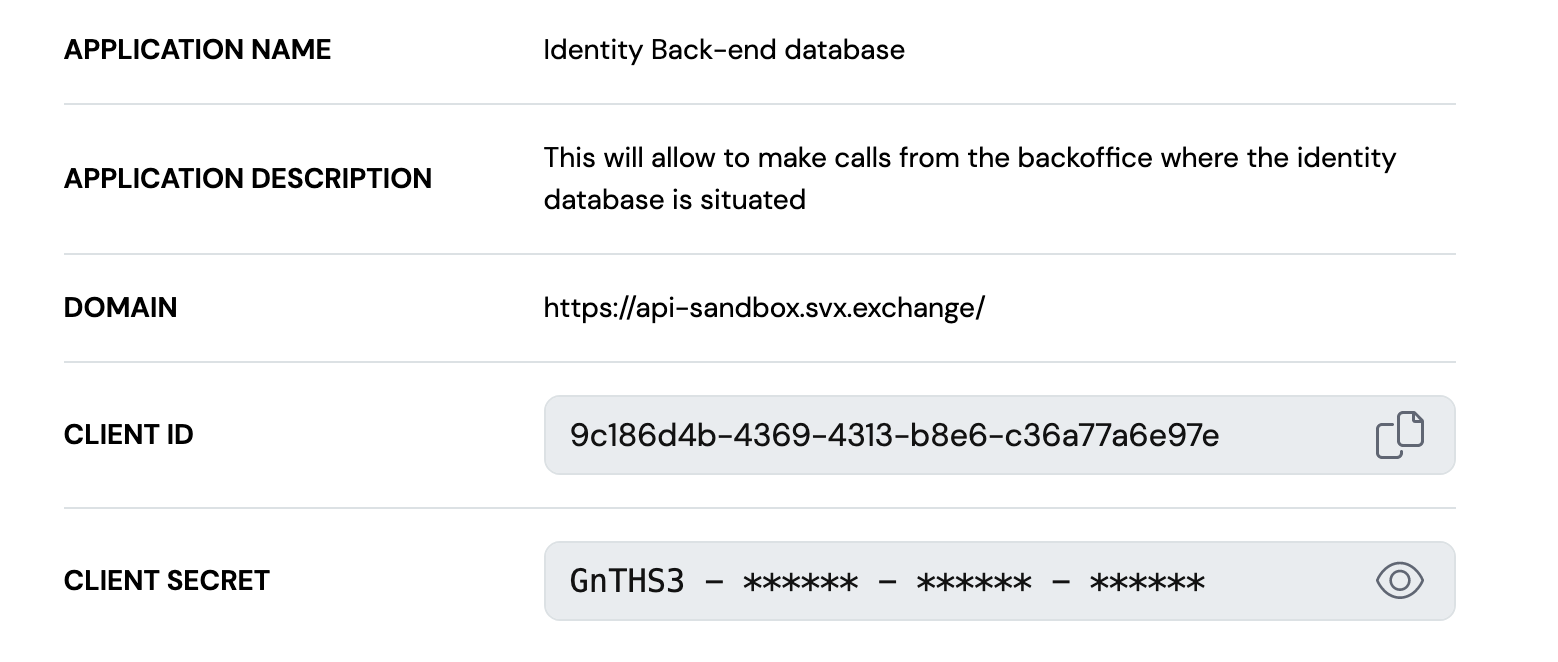 APPLICATION NAME Identity Back-end database
APPLICATION DESCRIPTION This will allow to make calls from the backoffice where the identity
database is situated
DOMAIN https://api-sandbox.svx.exchange/
CLIENT ID 9c186d4b-4369-4313-b8e6-c36a77a6e97e
CLIENT SECRET GnTHS3 – ****** – ****** – ******